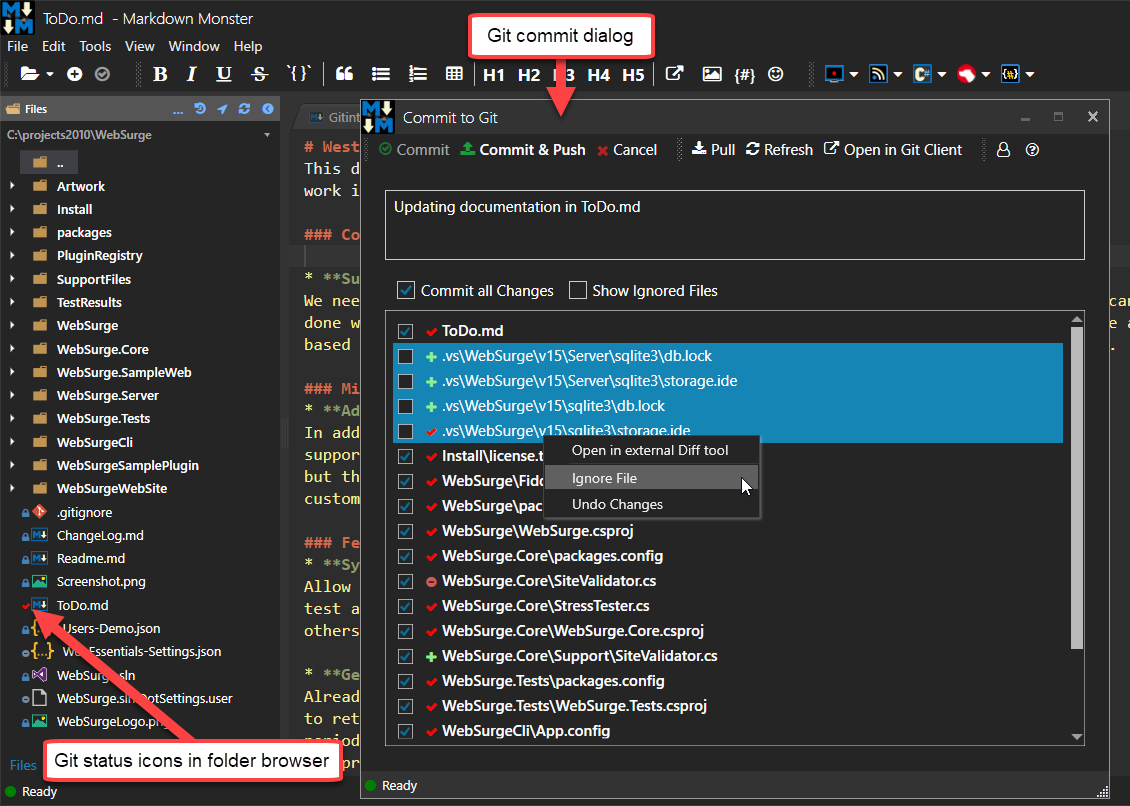 ToDo.md - Markdown Monster
File Edit Tools View Window Help
Git commit dialog
B I U S `{}` H1 H2 H3 H4 H5 {#}
Files
C:\projects2010\WebSurge
..
Artwork
Install
packages
PluginRegistry
SupportFiles
TestResults
WebSurge
WebSurge.Core
WebSurge.SampleWeb
WebSurge.Server
WebSurge.Tests
WebSurgeCli
WebSurgeSamplePlugin
WebSurgeWebSite
.gitignore
ChangeLog.md
Readme.md
Screenshot.png
ToDo.md
Users-Demo.json
WebEssentials-Settings.json
WebSurge.sln
WebSurge.sln.DotSettings.user
WebSurgeLogo.png
Git status icons in folder browser
Files
Ready
Gitint
# West
This d
work i
### Co
* **Su
We nee
done w
based
### Mi
* **Ad
In add
suppor
but th
custom
### Fe
* **Sy
Allow
test a
others
* **Ge
Alread
to ret
period
pr
can
e a
.
Commit to Git
Commit Commit & Push Cancel Pull Refresh Open in Git Client
Updating documentation in ToDo.md
Commit all Changes Show Ignored Files
ToDo.md
.vs\WebSurge\v15\Server\sqlite3\db.lock
.vs\WebSurge\v15\Server\sqlite3\storage.ide
.vs\WebSurge\v15\sqlite3\db.lock
.vs\WebSurge\v15\sqlite3\storage.ide
Install\license.t
WebSurge\Fidd
WebSurge\pac
WebSurge\WebSurge.csproj
WebSurge.Core\packages.config
WebSurge.Core\SiteValidator.cs
WebSurge.Core\StressTester.cs
WebSurge.Core\WebSurge.Core.csproj
WebSurge.Core\Support\SiteValidator.cs
WebSurge.Tests\packages.config
WebSurge.Tests\WebSurge.Tests.csproj
WebSurgeCli\App.config
Open in external Diff tool
Ignore File
Undo Changes
Ready